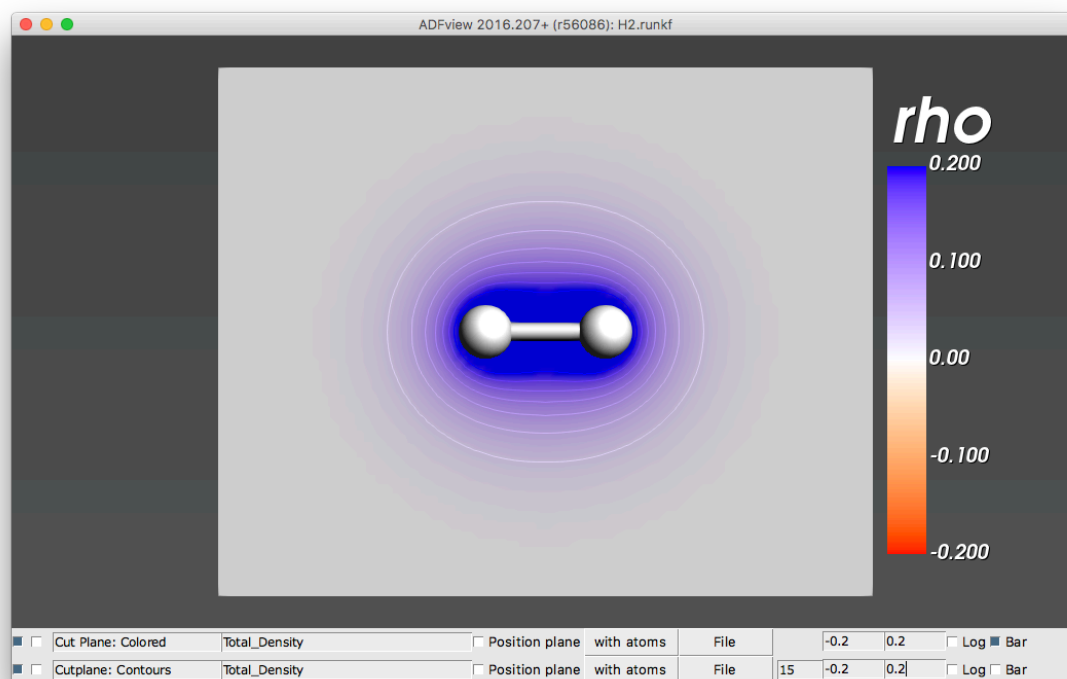 ADFview 2016.207+ (r56086): H2.runkf
rho
0.200
0.100
0.00
-0.100
-0.200
Cut Plane: Colored Total_Density Position plane with atoms File -0.2 0.2 Log Bar
Cutplane: Contours Total_Density Position plane with atoms File 15 -0.2 0.2 Log Bar